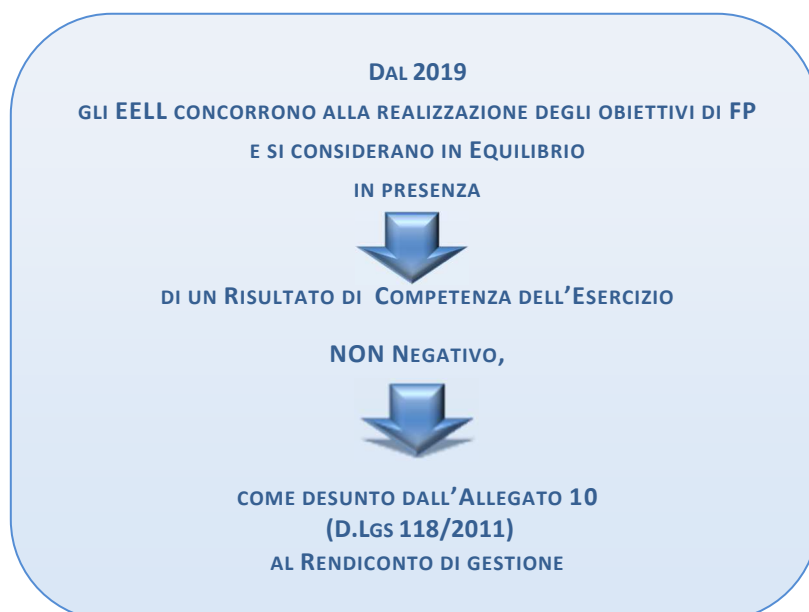 DAL 2019
GLI EELL CONCORRONO ALLA REALIZZAZIONE DEGLI OBIETTIVI DI FP
E SI CONSIDERANO IN EQUILIBRIO
IN PRESENZA
DI UN RISULTATO DI COMPETENZA DELL'ESERCIZIO
NON NEGATIVO,
COME DESUNTO DALL'ALLEGATO 10
(D.LGS 118/2011)
AL RENDICONTO DI GESTIONE